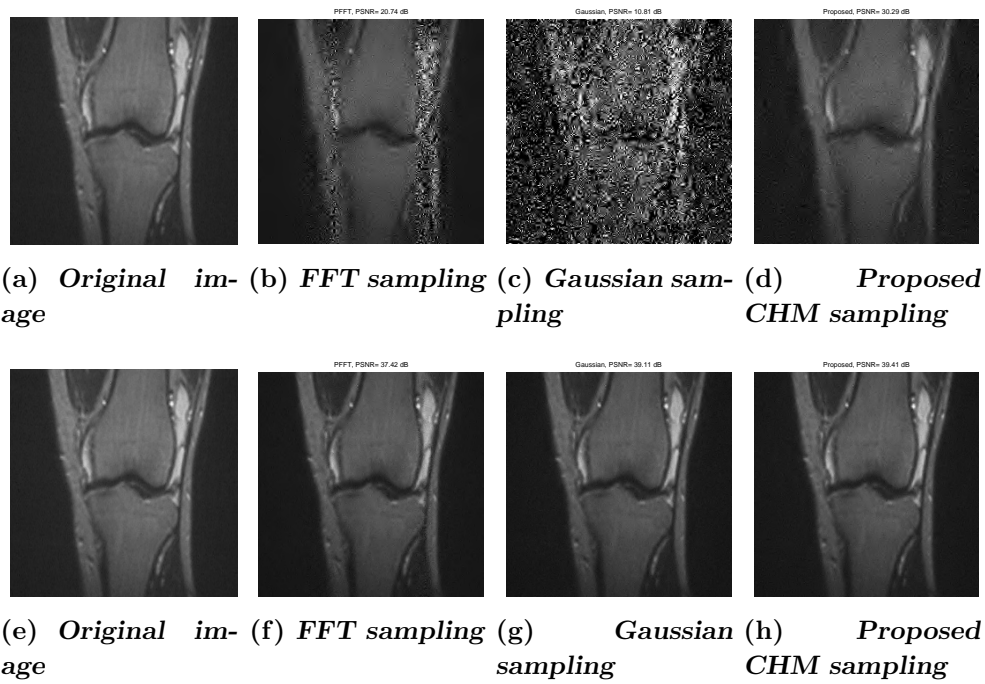 PFFT, PSNR= 20.74 dB
Gaussian, PSNR= 10.81 dB
Proposed, PSNR= 30.29 dB
(a) Original im-
age
(b) FFT sampling
(c) Gaussian sam-
pling
(d) Proposed
CHM sampling
PFFT, PSNR= 37.42 dB
Gaussian, PSNR= 39.11 dB
Proposed, PSNR= 39.41 dB
(e) Original im-
age
(f) FFT sampling
(g) Gaussian
sampling
(h) Proposed
CHM sampling